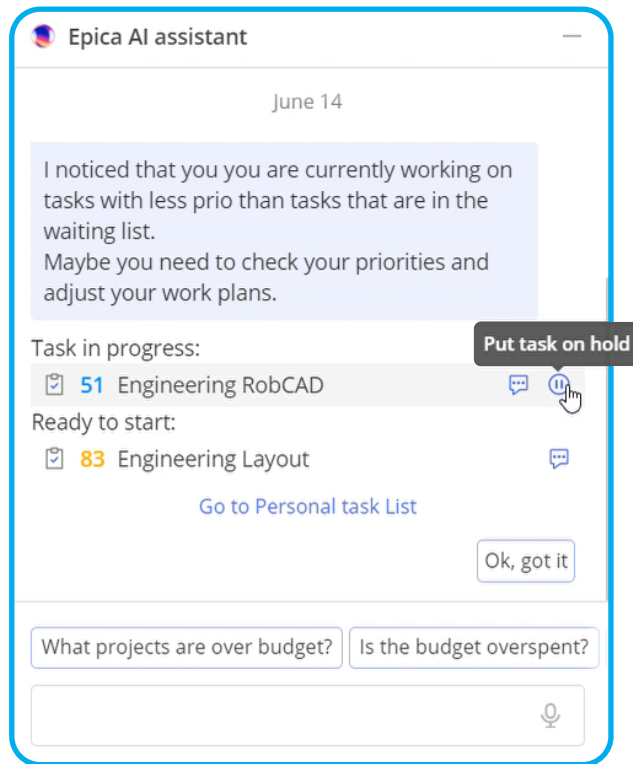 Epica AI assistant
June 14
I noticed that you you are currently working on
tasks with less prio than tasks that are in the
waiting list.
Maybe you need to check your priorities and
adjust your work plans.
Put task on hold
Task in progress:
51 Engineering RobCAD
Ready to start:
83 Engineering Layout
Go to Personal task List
Ok, got it
What projects are over budget? Is the budget overspent?